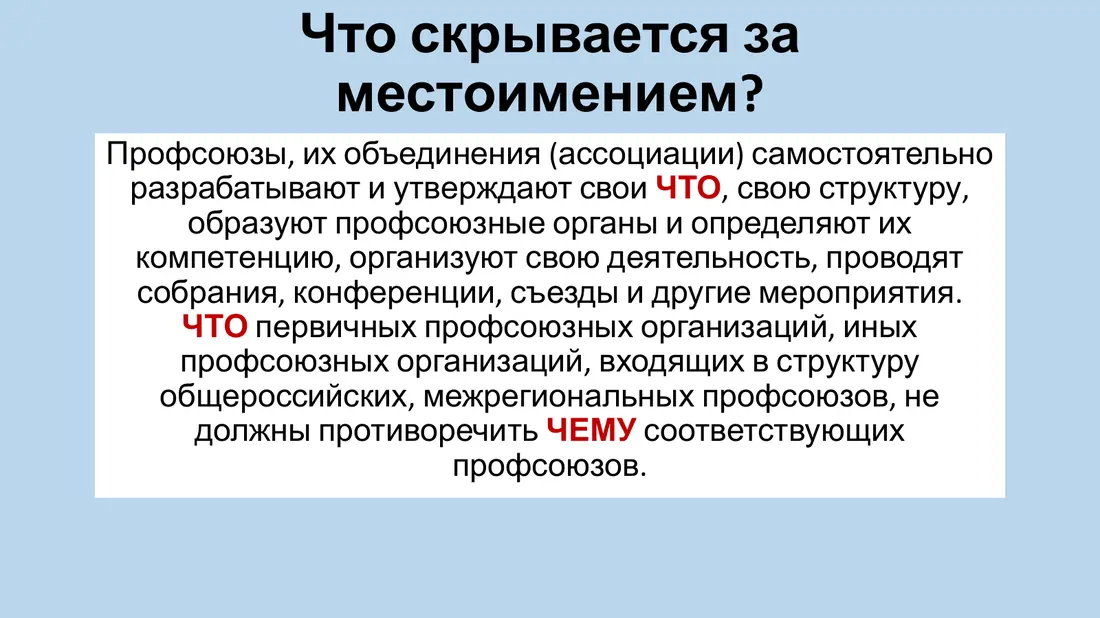 Что скрывается за
местоимением?
Профсоюзы, их объединения (ассоциации) самостоятельно
разрабатывают и утверждают свои ЧТО, свою структуру,
образуют профсоюзные органы и определяют их
компетенцию, организуют свою деятельность, проводят
собрания, конференции, съезды и другие мероприятия.
ЧТО первичных профсоюзных организаций, иных
профсоюзных организаций, входящих в структуру
общероссийских, межрегиональных профсоюзов, не
должны противоречить ЧЕМУ соответствующих
профсоюзов.